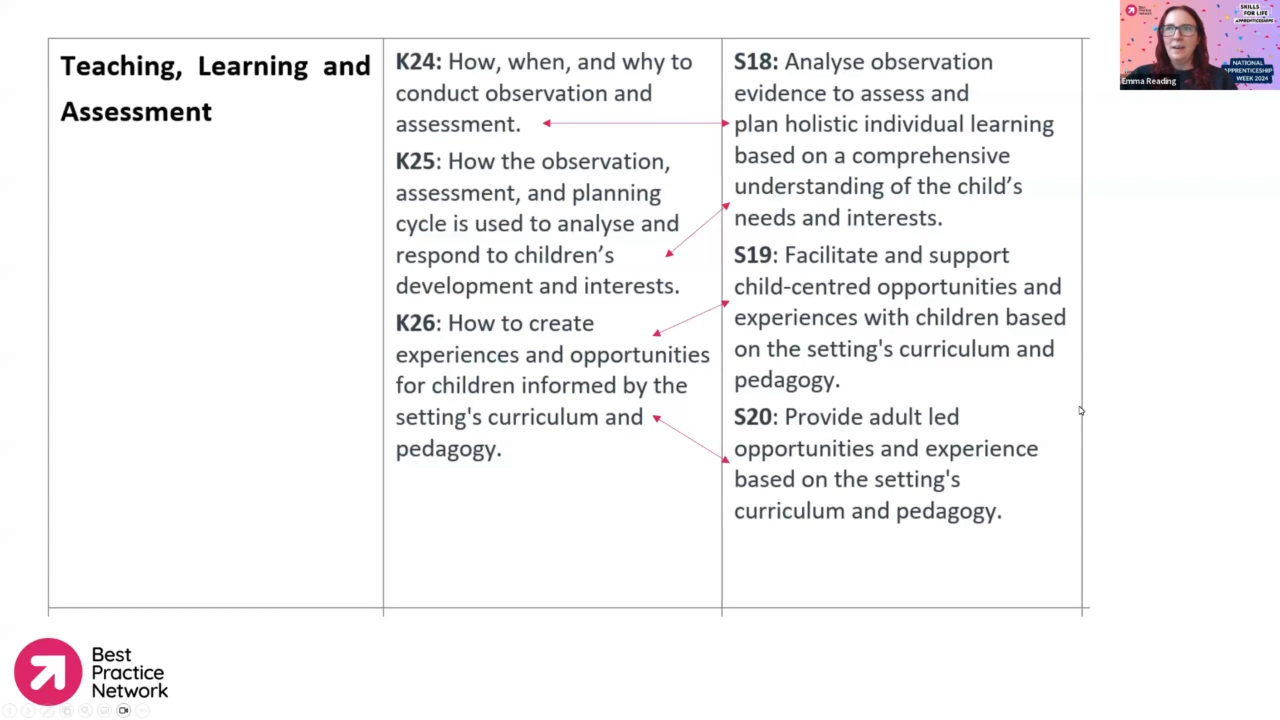 Teaching, Learning and
Assessment
K24: How, when, and why to
conduct observation and
assessment.
K25: How the observation,
assessment, and planning
cycle is used to analyse and
respond to children’s
development and interests.
K26: How to create
experiences and opportunities
for children informed by the
setting's curriculum and
pedagogy.
S18: Analyse observation
evidence to assess and
plan holistic individual learning
based on a comprehensive
understanding of the child’s
needs and interests.
S19: Facilitate and support
child-centred opportunities and
experiences with children based
on the setting's curriculum and
pedagogy.
S20: Provide adult led
opportunities and experience
based on the setting's
curriculum and pedagogy.
Best
Practice
Network
SKILLS
FOR LIFE
APPRENTICESHIPS
NATIONAL
APPRENTICESHIP
WEEK 2024
Emma Reading
Best
Practice
Network